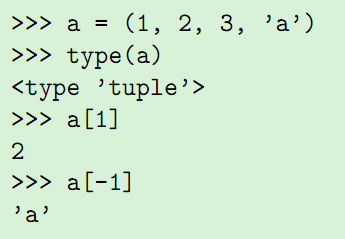 >>> a = (1, 2, 3, ’a’)
>>> type(a)
<type ’tuple’>
>>> a[1]
2
>>> a[-1]
’a’